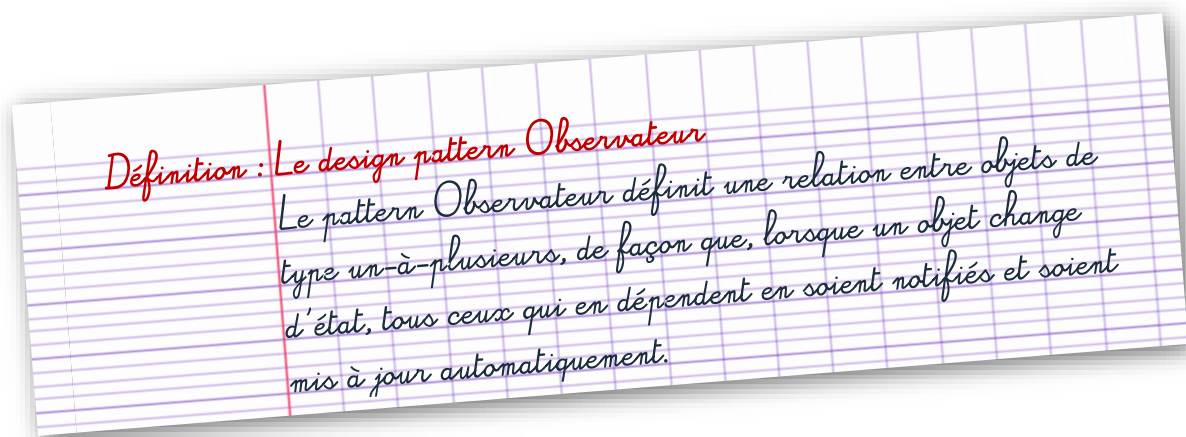 Définition : Le design pattern Observateur
Le pattern Observateur définit une relation entre objets de
type un-à-plusieurs, de façon que, lorsque un objet change
d'état, tous ceux qui en dépendent en soient notifiés et soient
mis à jour automatiquement.